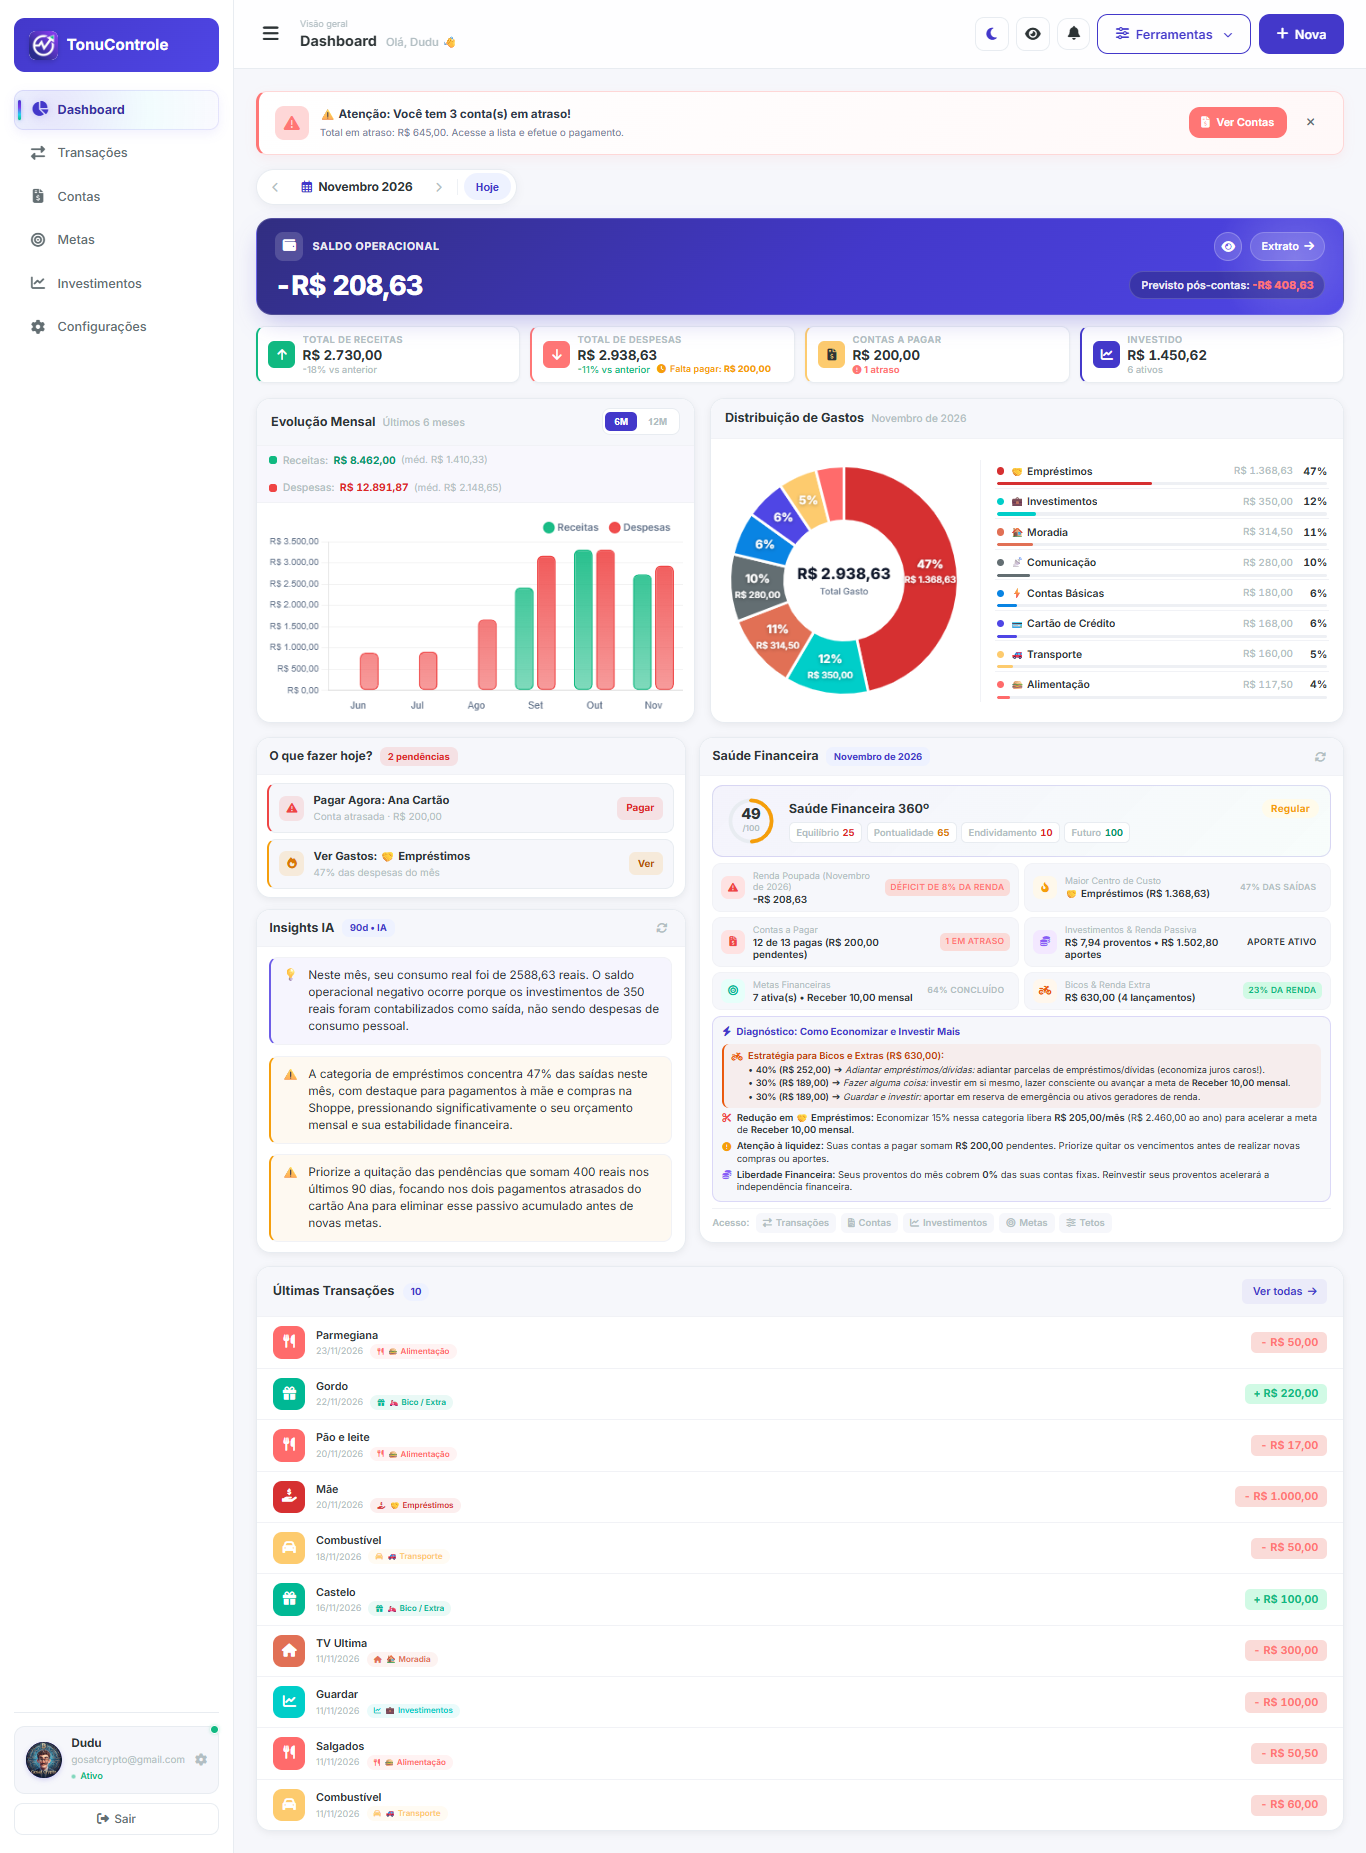 TonuControle
Dashboard
Transações
Contas
Metas
Investimentos
Configurações
Dudu
gosatcrypto@gmail.com
Ativo
Sair
Visão geral
Dashboard Olá, Dudu
Ferramentas
Nova
Atenção: Você tem 3 conta(s) em atraso!
Total em atraso: R$ 645,00. Acesse a lista e efetue o pagamento.
Ver Contas
Novembro 2026
Hoje
SALDO OPERACIONAL
Extrato →
-R$ 208,63
Previsto pós-contas: -R$ 408,63
TOTAL DE RECEITAS
R$ 2.730,00
-18% vs anterior
TOTAL DE DESPESAS
R$ 2.938,63
-11% vs anterior Falta pagar: R$ 200,00
CONTAS A PAGAR
R$ 200,00
1 atraso
INVESTIDO
R$ 1.450,62
6 ativos
Evolução Mensal Últimos 6 meses
6M 12M
Receitas: R$ 8.462,00 (méd. R$ 1.410,33)
Despesas: R$ 12.891,87 (méd. R$ 2.148,65)
Receitas Despesas
R$ 3.500,00
R$ 3.000,00
R$ 2.500,00
R$ 2.000,00
R$ 1.500,00
R$ 1.000,00
R$ 500,00
R$ 0,00
Jun Jul Ago Set Out Nov
Distribuição de Gastos Novembro de 2026
47%
R$ 1.368,63
12%
R$ 350,00
11%
R$ 314,50
10%
R$ 280,00
6%
6%
5%
R$ 2.938,63
Total Gasto
Empréstimos R$ 1.368,63 47%
Investimentos R$ 350,00 12%
Moradia R$ 314,50 11%
Comunicação R$ 280,00 10%
Contas Básicas R$ 180,00 6%
Cartão de Crédito R$ 168,00 6%
Transporte R$ 160,00 5%
Alimentação R$ 117,50 4%
O que fazer hoje? 2 pendências
Pagar Agora: Ana Cartão
Conta atrasada · R$ 200,00
Pagar
Ver Gastos: Empréstimos
47% das despesas do mês
Ver
Insights IA 90d • IA
Neste mês, seu consumo real foi de 2588,63 reais. O saldo
operacional negativo ocorre porque os investimentos de 350
reais foram contabilizados como saída, não sendo despesas de
consumo pessoal.
A categoria de empréstimos concentra 47% das saídas neste
mês, com destaque para pagamentos à mãe e compras na
Shoppe, pressionando significativamente o seu orçamento
mensal e sua estabilidade financeira.
Priorize a quitação das pendências que somam 400 reais nos
últimos 90 dias, focando nos dois pagamentos atrasados do
cartão Ana para eliminar esse passivo acumulado antes de
novas metas.
Saúde Financeira Novembro de 2026
49
/100
Saúde Financeira 360º
Regular
Equilíbrio 25 Pontualidade 65 Endividamento 10 Futuro 100
Renda Poupada (Novembro
de 2026)
-R$ 208,63
DÉFICIT DE 8% DA RENDA
Maior Centro de Custo
Empréstimos (R$ 1.368,63)
47% DAS SAÍDAS
Contas a Pagar
12 de 13 pagas (R$ 200,00
pendentes)
1 EM ATRASO
Investimentos & Renda Passiva
R$ 7,94 proventos • R$ 1.502,80
aportes
APORTE ATIVO
Metas Financeiras
7 ativa(s) • Receber 10,00 mensal
64% CONCLUÍDO
Bicos & Renda Extra
R$ 630,00 (4 lançamentos)
23% DA RENDA
Diagnóstico: Como Economizar e Investir Mais
Estratégia para Bicos e Extras (R$ 630,00):
• 40% (R$ 252,00) → Adiantar empréstimos/dívidas: adiantar parcelas de empréstimos/dívidas (economiza juros caros!).
• 30% (R$ 189,00) → Fazer alguma coisa: investir em si mesmo, lazer consciente ou avançar a meta de Receber 10,00 mensal.
• 30% (R$ 189,00) → Guardar e investir: aportar em reserva de emergência ou ativos geradores de renda.
Redução em Empréstimos: Economizar 15% nessa categoria libera R$ 205,00/mês (R$ 2.460,00 ao ano) para acelerar a meta
de Receber 10,00 mensal.
Atenção à liquidez: Suas contas a pagar somam R$ 200,00 pendentes. Priorize quitar os vencimentos antes de realizar novas
compras ou aportes.
Liberdade Financeira: Seus proventos do mês cobrem 0% das suas contas fixas. Reinvestir seus proventos acelerará a
independência financeira.
Acesso: Transações Contas Investimentos Metas Tetos
Últimas Transações 10
Ver todas →
Parmegiana
23/11/2026 Alimentação
- R$ 50,00
Gordo
22/11/2026 Bico / Extra
+ R$ 220,00
Pão e leite
20/11/2026 Alimentação
- R$ 17,00
Mãe
20/11/2026 Empréstimos
- R$ 1.000,00
Combustível
18/11/2026 Transporte
- R$ 50,00
Castelo
16/11/2026 Bico / Extra
+ R$ 100,00
TV Ultima
11/11/2026 Moradia
- R$ 300,00
Guardar
11/11/2026 Investimentos
- R$ 100,00
Salgados
11/11/2026 Alimentação
- R$ 50,50
Combustível
11/11/2026 Transporte
- R$ 60,00